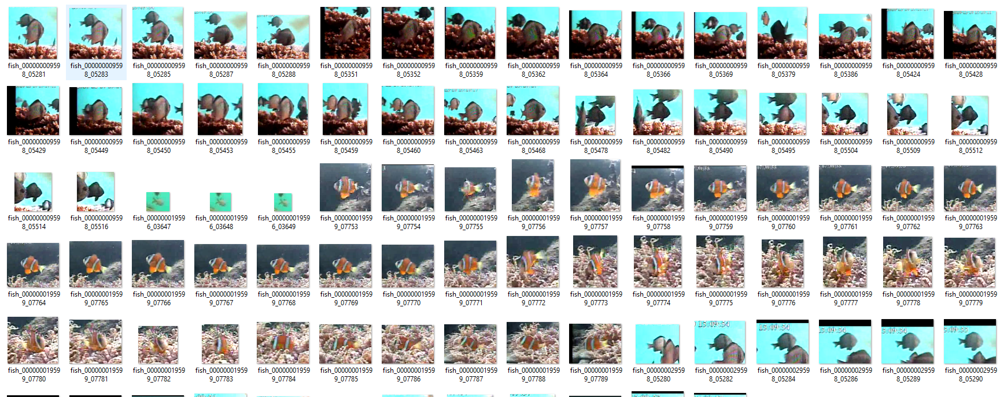 fish_00000000959 fish_00000000959 fish_00000000959 fish_00000000959 fish_00000000959 fish_00000000959 fish_00000000959 fish_00000000959 fish_00000000959 fish_00000000959 fish_00000000959 fish_00000000959 fish_00000000959 fish_00000000959 fish_00000000959 fish_00000000959
8_05281 8_05283 8_05285 8_05287 8_05288 8_05351 8_05352 8_05359 8_05362 8_05364 8_05366 8_05369 8_05379 8_05386 8_05424 8_05428
fish_00000000959 fish_00000000959 fish_00000000959 fish_00000000959 fish_00000000959 fish_00000000959 fish_00000000959 fish_00000000959 fish_00000000959 fish_00000000959 fish_00000000959 fish_00000000959 fish_00000000959 fish_00000000959 fish_00000000959 fish_00000000959
8_05429 8_05449 8_05450 8_05453 8_05455 8_05459 8_05460 8_05463 8_05468 8_05478 8_05482 8_05490 8_05495 8_05504 8_05509 8_05512
fish_00000000959 fish_00000000959 fish_00000001959 fish_00000001959 fish_00000001959 fish_00000001959 fish_00000001959 fish_00000001959 fish_00000001959 fish_00000001959 fish_00000001959 fish_00000001959 fish_00000001959 fish_00000001959 fish_00000001959 fish_00000001959
8_05514 8_05516 6_03647 6_03648 6_03649 9_07753 9_07754 9_07755 9_07756 9_07757 9_07758 9_07759 9_07760 9_07761 9_07762 9_07763
fish_00000001959 fish_00000001959 fish_00000001959 fish_00000001959 fish_00000001959 fish_00000001959 fish_00000001959 fish_00000001959 fish_00000001959 fish_00000001959 fish_00000001959 fish_00000001959 fish_00000001959 fish_00000001959 fish_00000001959 fish_00000001959
9_07764 9_07765 9_07766 9_07767 9_07768 9_07769 9_07770 9_07771 9_07772 9_07773 9_07774 9_07775 9_07776 9_07777 9_07778 9_07779
15:09:54 15:09:54 5:09:54
fish_00000001959 fish_00000001959 fish_00000001959 fish_00000001959 fish_00000001959 fish_00000001959 fish_00000001959 fish_00000001959 fish_00000001959 fish_00000001959 fish_00000002959 fish_00000002959 fish_00000002959 fish_00000002959 fish_00000002959 fish_00000002959
9_07780 9_07781 9_07782 9_07783 9_07784 9_07785 9_07786 9_07787 9_07788 9_07789 8_05280 8_05282 8_05284 8_05286 8_05289 8_05290